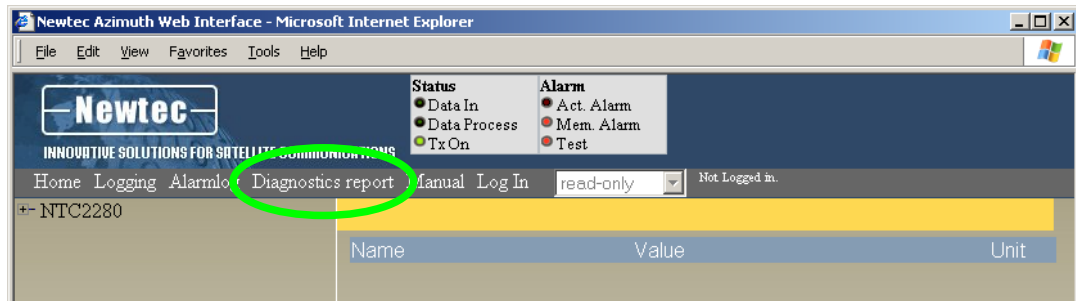 Newtec Azimuth Web Interface - Microsoft Internet Explorer
File Edit View Favorites Tools Help
Newtec
INNOVATIVE SOLUTIONS FOR SATELLITE COMMUNICATIONS
Status
Data In
Data Process
Tx On
Alarm
Act. Alarm
Mem. Alarm
Test
Home Logging Alarmlog Diagnostics report Manual Log In read-only Not Logged in.
NTC2280
Name Value Unit